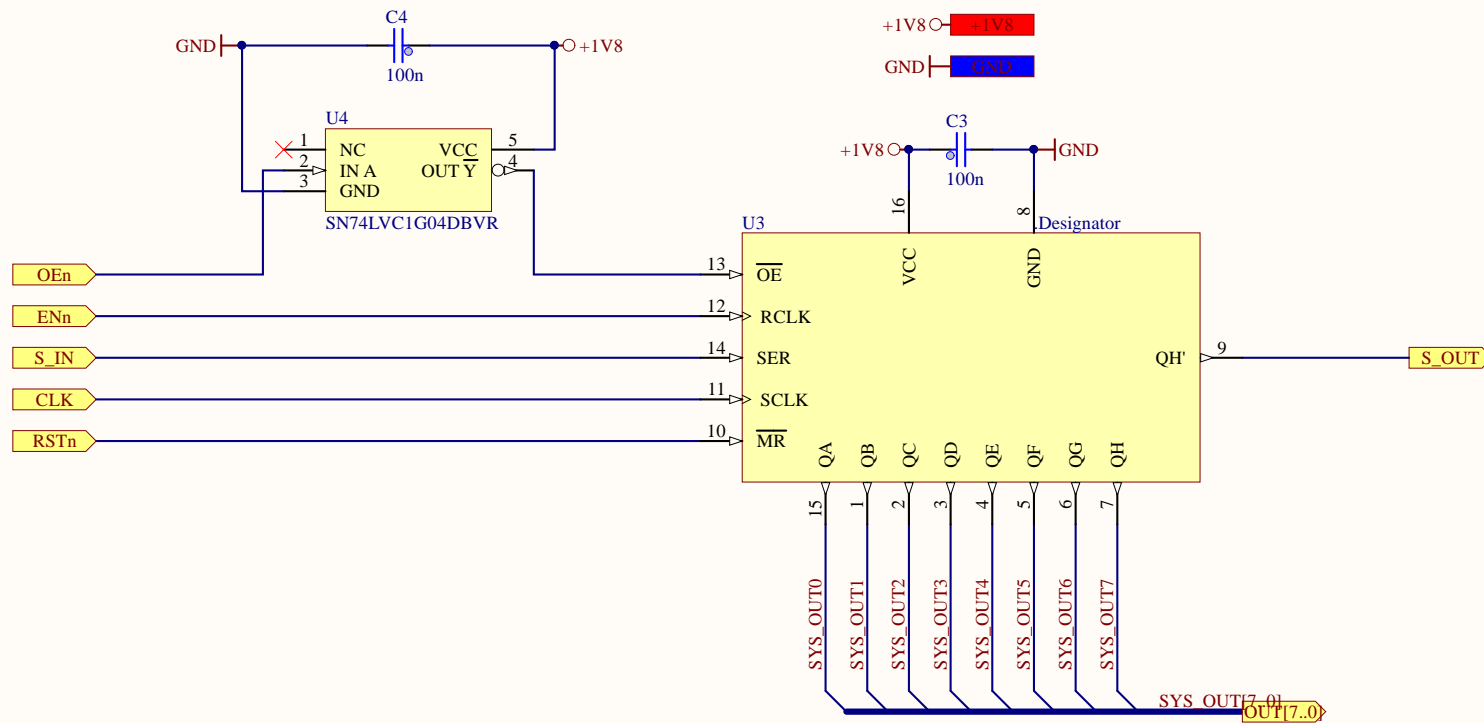 C4
GND
+1V8
100n
+1V8
+1V8
GND
GND
U4
1
NC
VCC
5
2
IN A
OUT Y
4
3
GND
SN74LVC1G04DBVR
C3
+1V8
GND
100n
16
8
U3
.Designator
VCC
GND
OEn
13
OE
ENn
12
RCLK
S_IN
14
SER
QH'
9
S_OUT
CLK
11
SCLK
RSTn
10
MR
QA
QB
QC
QD
QE
QF
QG
QH
15
1
2
3
4
5
6
7
SYS_OUT0
SYS_OUT1
SYS_OUT2
SYS_OUT3
SYS_OUT4
SYS_OUT5
SYS_OUT6
SYS_OUT7
SYS_OUT[7..0]
OUT[7..0]